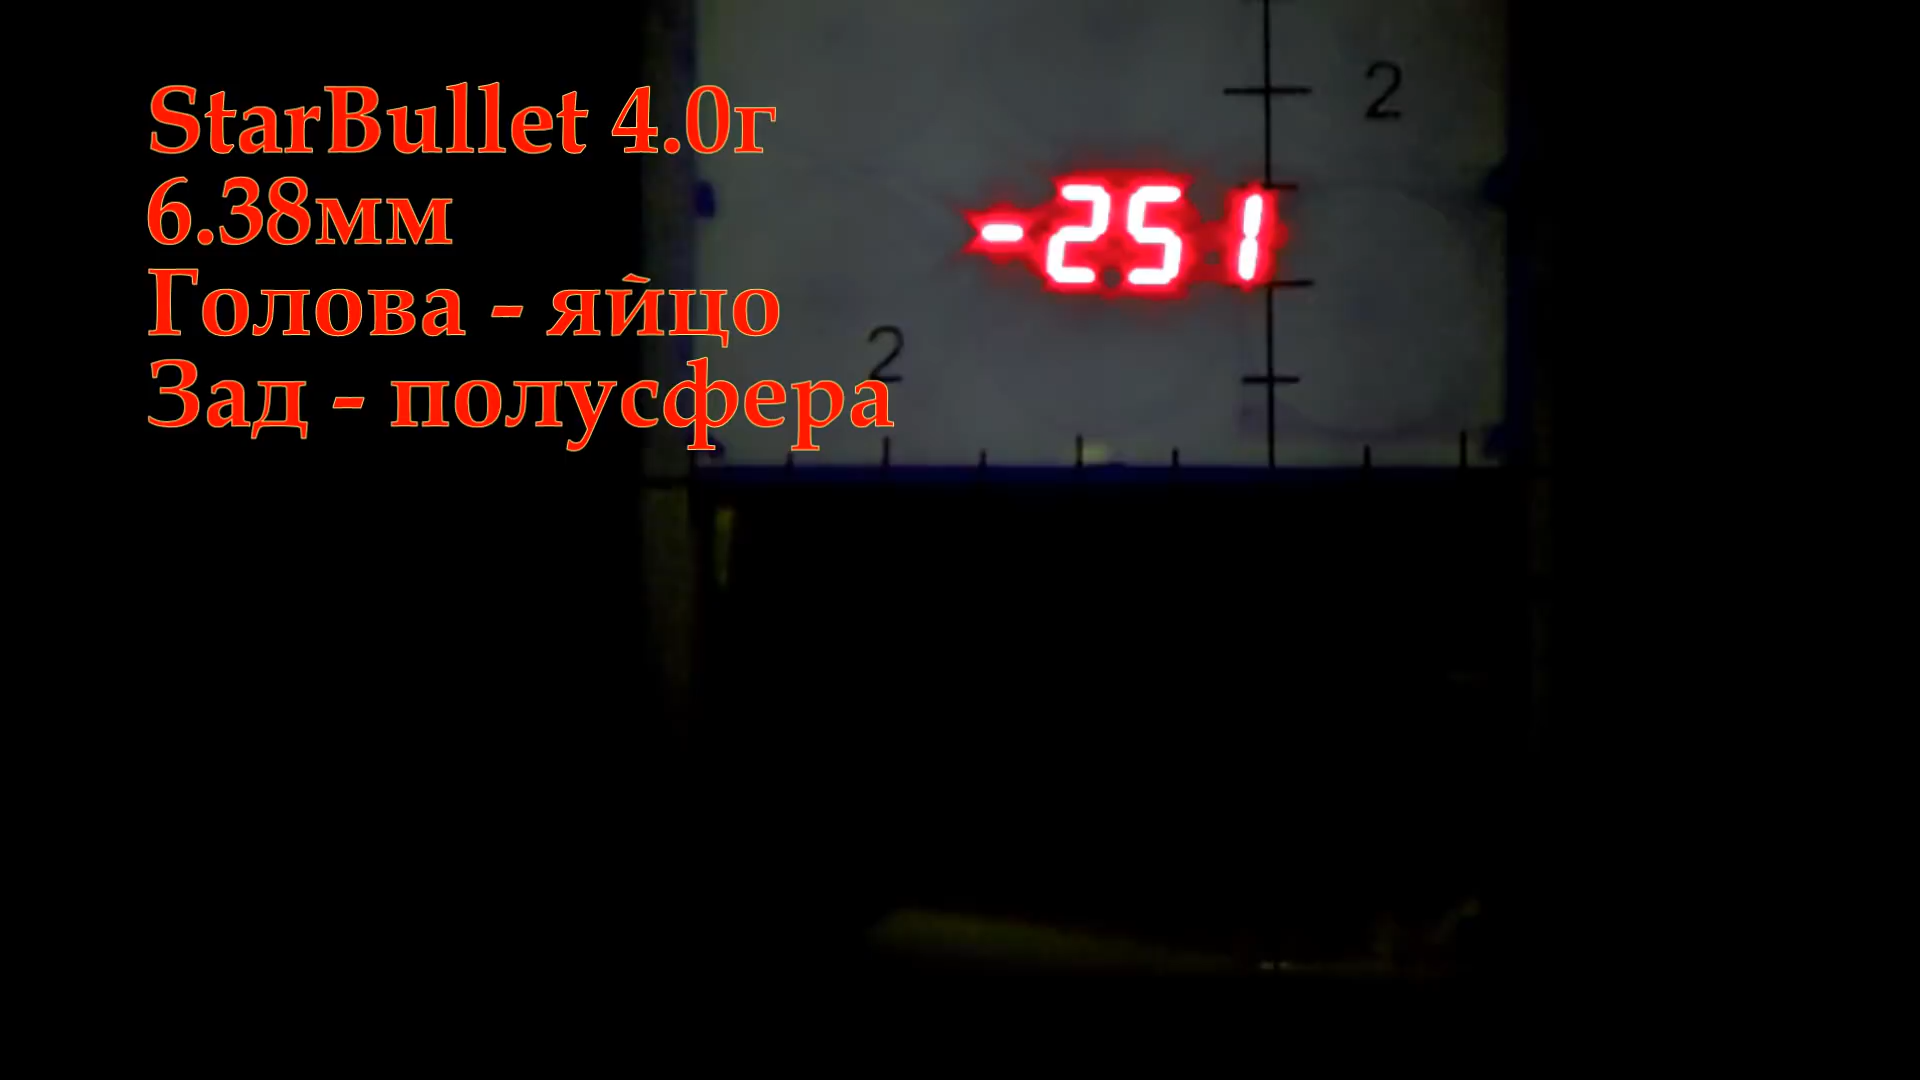 StarBullet 4.0г
6.38мм
Голова - яйцо
Зад - полусфера
2
-251
2